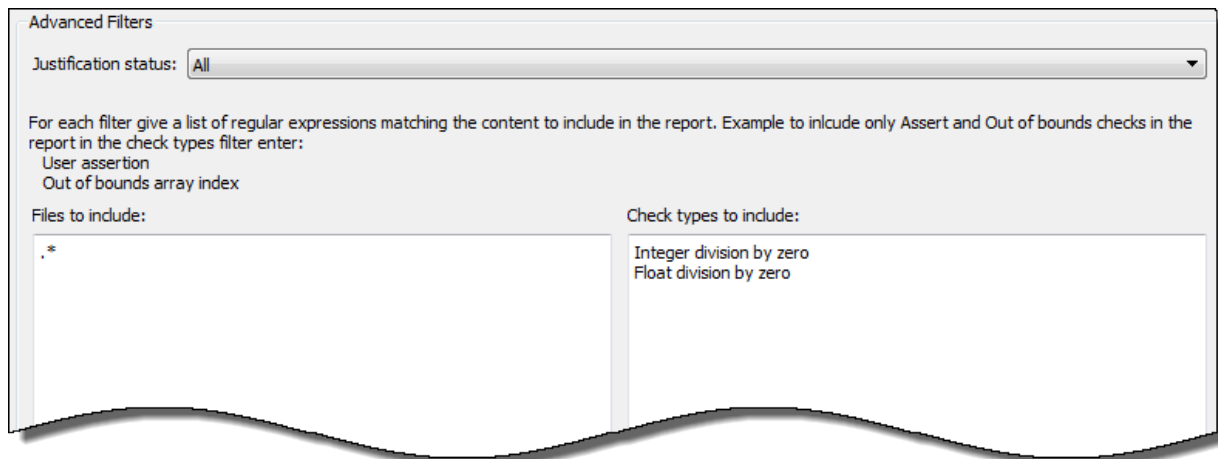 Advanced Filters
Justification status: All
For each filter give a list of regular expressions matching the content to include in the report. Example to inlcude only Assert and Out of bounds checks in the
report in the check types filter enter:
User assertion
Out of bounds array index
Files to include:
.*
Check types to include:
Integer division by zero
Float division by zero